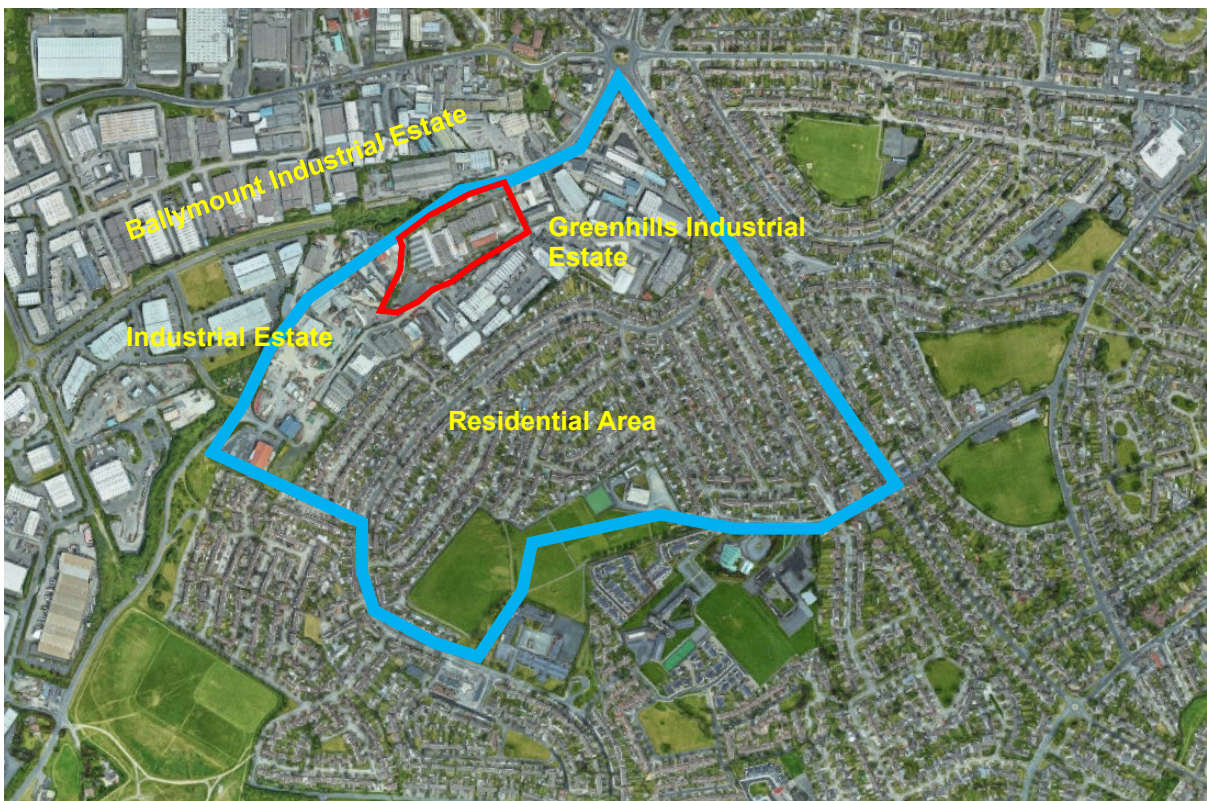 Ballymount Industrial Estate
Greenhills Industrial
Estate
Industrial Estate
Residential Area